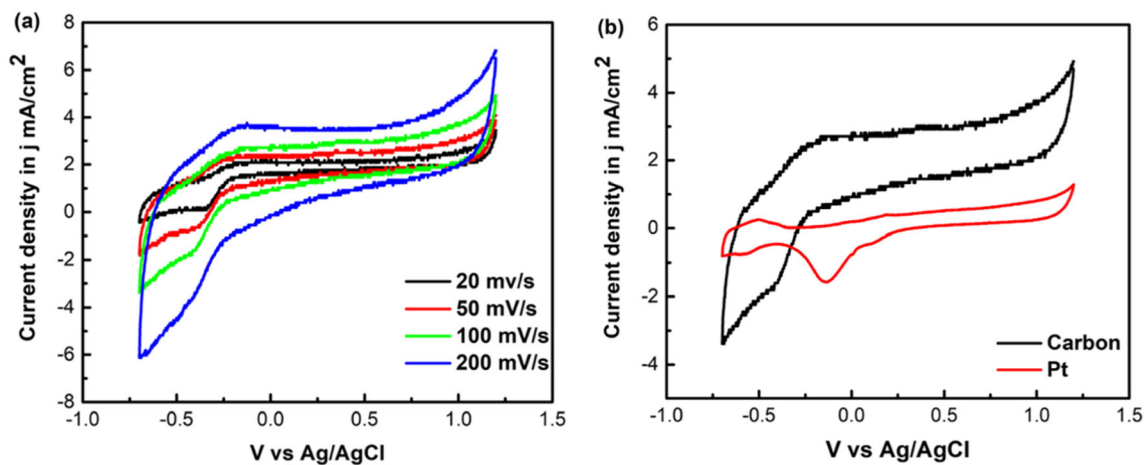 (a)
Current density in j mA/cm²
8
6
4
2
0
-2
-4
-6
-8
-1.0 -0.5 0.0 0.5 1.0 1.5
V vs Ag/AgCl
20 mv/s
50 mV/s
100 mV/s
200 mV/s
(b)
Current density in j mA/cm²
6
4
2
0
-2
-4
-1.0 -0.5 0.0 0.5 1.0 1.5
V vs Ag/AgCl
Carbon
Pt